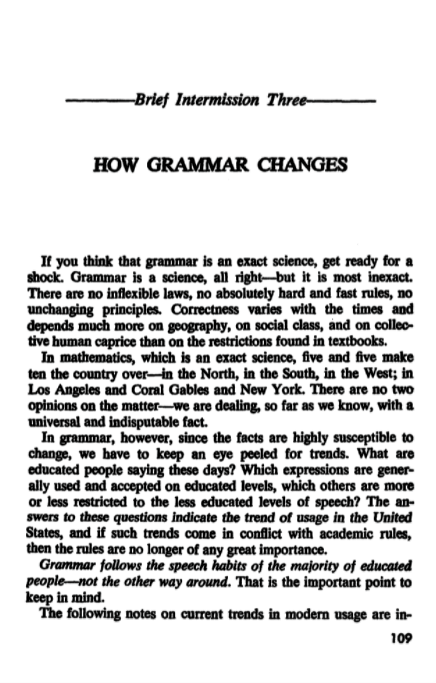 Brief Intermission Three
HOW GRAMMAR CHANGES
If you think that grammar is an exact science, get ready for a
shock. Grammar is a science, all right—but it is most inexact.
There are no inflexible laws, no absolutely hard and fast rules, no
unchanging principles. Correctness varies with the times and
depends much more on geography, on social class, and on collec-
tive human caprice than on the restrictions found in textbooks.
In mathematics, which is an exact science, five and five make
ten the country over—in the North, in the South, in the West; in
Los Angeles and Coral Gables and New York. There are no two
opinions on the matter—we are dealing, so far as we know, with a
universal and indisputable fact.
In grammar, however, since the facts are highly susceptible to
change, we have to keep an eye peeled for trends. What are
educated people saying these days? Which expressions are gener-
ally used and accepted on educated levels, which others are more
or less restricted to the less educated levels of speech? The an-
swers to these questions indicate the trend of usage in the United
States, and if such trends come in conflict with academic rules,
then the rules are no longer of any great importance.
Grammar follows the speech habits of the majority of educated
people—not the other way around. That is the important point to
keep in mind.
The following notes on current trends in modern usage are in-
109